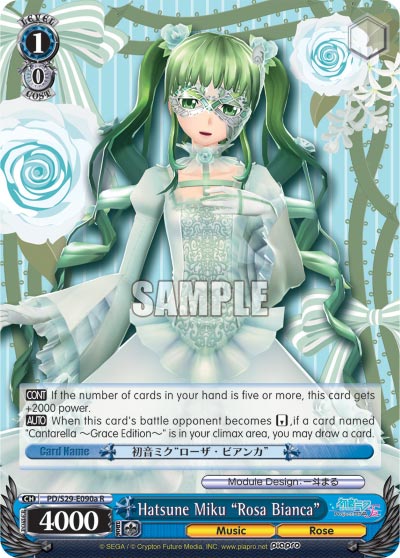 LEVEL
1
0
COST
SAMPLE
CONT If the number of cards in your hand is five or more, this card gets
+2000 power.
AUTO When this card's battle opponent becomes , if a card named
"Cantarella ～Grace Edition～" is in your climax area, you may draw a card.
Card Name 初音ミク"ローザ・ビアンカ"
Module Design：一斗まる
CH PD/S29-E090a R
4000
Hatsune Miku "Rosa Bianca"
Music Rose
© SEGA / © Crypton Future Media, INC. www.piapro.net piapro